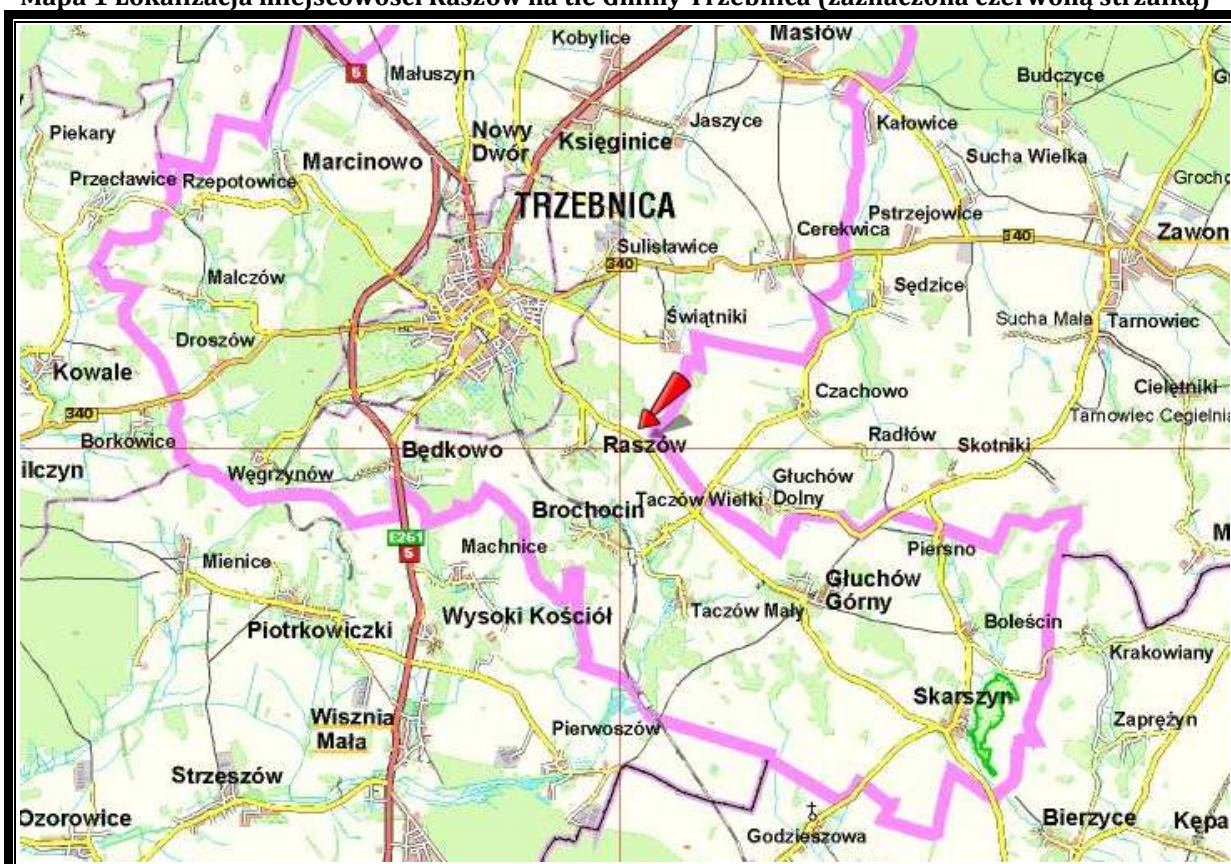 Mapa 1 Lokalizacja miejscowości Raszów na tle Gminy Trzebnica (zaznaczona czerwoną strzałką)
Kobylice
Masłów
5
Małuszyn
Budczyce
Piekary
Nowy
Dwór
Księginice
Jaszyce
Kałowice
Marcinowo
Sucha Wielka
Przecławice
Rzepotowice
TRZEBNICA
Pstrzejowice
Cerekwica
340
Zawon
Sulisławice
340
Malczów
Sędzice
Świątniki
Sucha Mała
Tarnowiec
Droszów
Kowale
Czachowo
Cielętniki
340
Tarnowiec Cegielnia
Borkowice
Raszów
Radłów
Skotniki
Będkowo
ilczyn
Węgrzynów
Głuchów
Dolny
Taczów Wielki
Brochocin
E261
5
Machnice
Piersno
Mienice
Głuchów
Górny
Taczów Mały
Wysoki Kościół
Piotrkowiczki
Boleścin
Krakowiany
Skarszyn
Wisznia
Mała
Pierwoszów
Zaprężyn
Strzeszów
Ozorowice
Godzieszowa
Bierzyce
Kępa